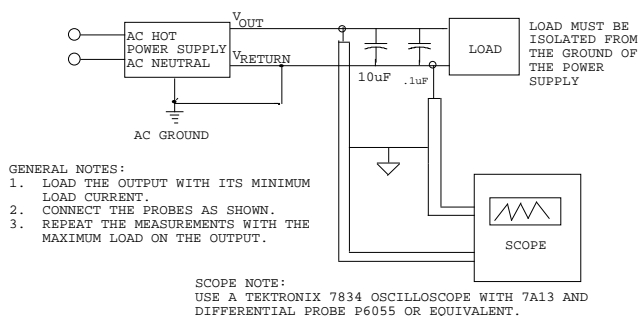 V OUT
AC HOT
POWER SUPPLY
AC NEUTRAL
V RETURN
10uF
.1uF
LOAD
LOAD MUST BE
ISOLATED FROM
THE GROUND OF
THE POWER
SUPPLY
AC GROUND
GENERAL NOTES:
1. LOAD THE OUTPUT WITH ITS MINIMUM
LOAD CURRENT.
2. CONNECT THE PROBES AS SHOWN.
3. REPEAT THE MEASUREMENTS WITH THE
MAXIMUM LOAD ON THE OUTPUT.
SCOPE
SCOPE NOTE:
USE A TEKTRONIX 7834 OSCILLOSCOPE WITH 7A13 AND
DIFFERENTIAL PROBE P6055 OR EQUIVALENT.